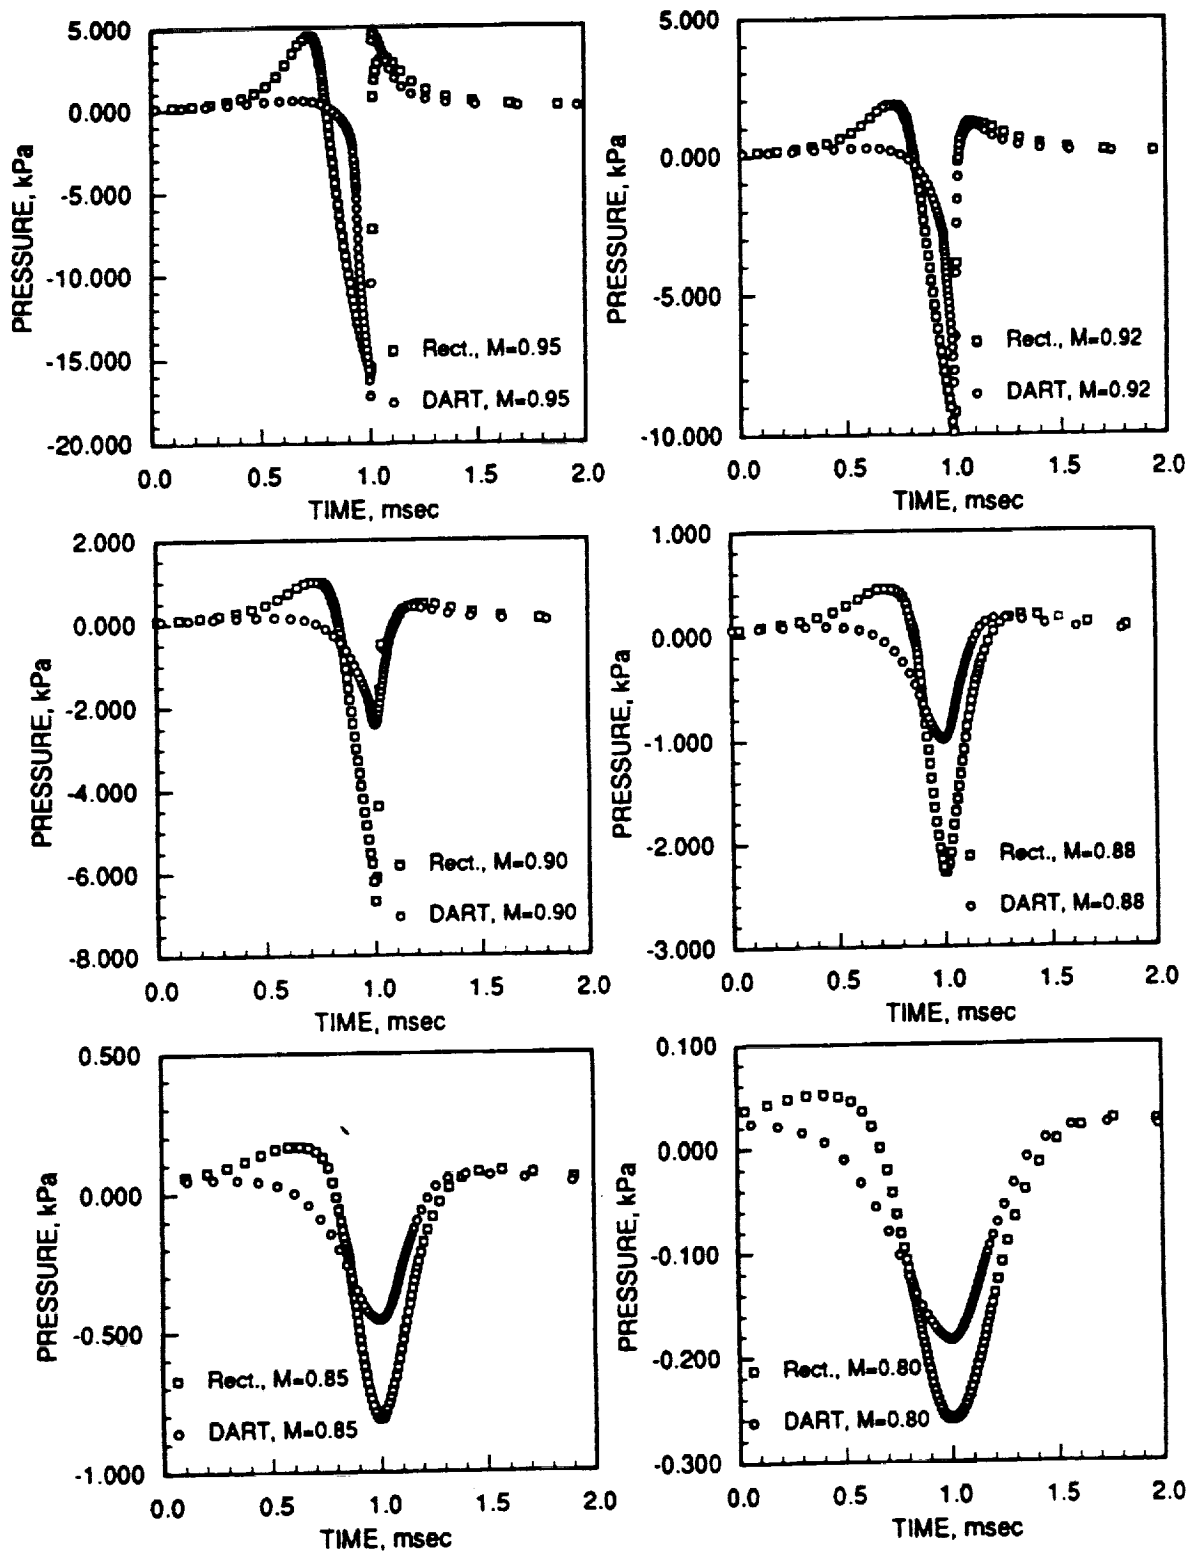 5.000
0.000
-5.000
-10.000
-15.000
-20.000
PRESSURE, kPa
Rect., M=0.95
DART, M=0.95
0.0 0.5 1.0 1.5 2.0
TIME, msec
5.000
0.000
-5.000
-10.000
PRESSURE, kPa
Rect., M=0.92
DART, M=0.92
0.0 0.5 1.0 1.5 2.0
TIME, msec
2.000
0.000
-2.000
-4.000
-6.000
-8.000
PRESSURE, kPa
Rect., M=0.90
DART, M=0.90
0.0 0.5 1.0 1.5 2.0
TIME, msec
1.000
0.000
-1.000
-2.000
-3.000
PRESSURE, kPa
Rect., M=0.88
DART, M=0.88
0.0 0.5 1.0 1.5 2.0
TIME, msec
0.500
0.000
-0.500
-1.000
PRESSURE, kPa
Rect., M=0.85
DART, M=0.85
0.0 0.5 1.0 1.5 2.0
TIME, msec
0.100
0.000
-0.100
-0.200
-0.300
PRESSURE, kPa
Rect., M=0.80
DART, M=0.80
0.0 0.5 1.0 1.5 2.0
TIME, msec